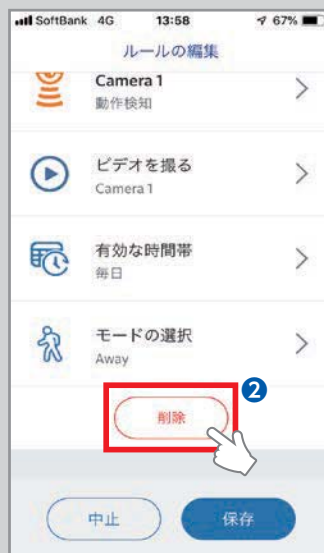 SoftBank 4G 13:58 67%
ルールの編集
Camera 1
動作検知
ビデオを撮る
Camera 1
有効な時間帯
毎日
モードの選択
Away
削除
2
中止 保存